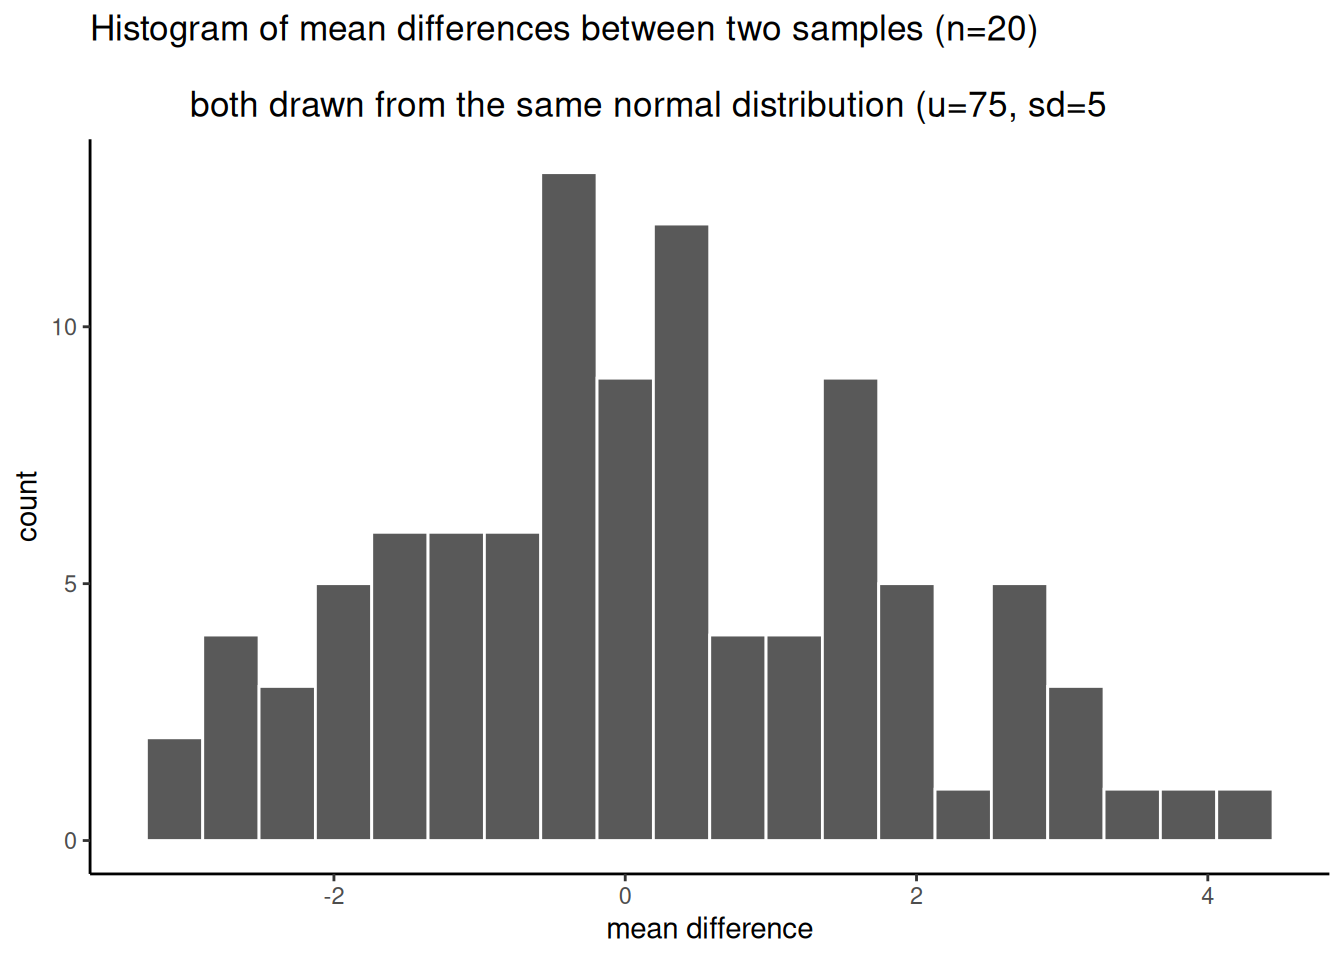 Histogram of mean differences between two samples (n=20)
both drawn from the same normal distribution (u=75, sd=5
count
10
5
0
-2
0
2
4
mean difference